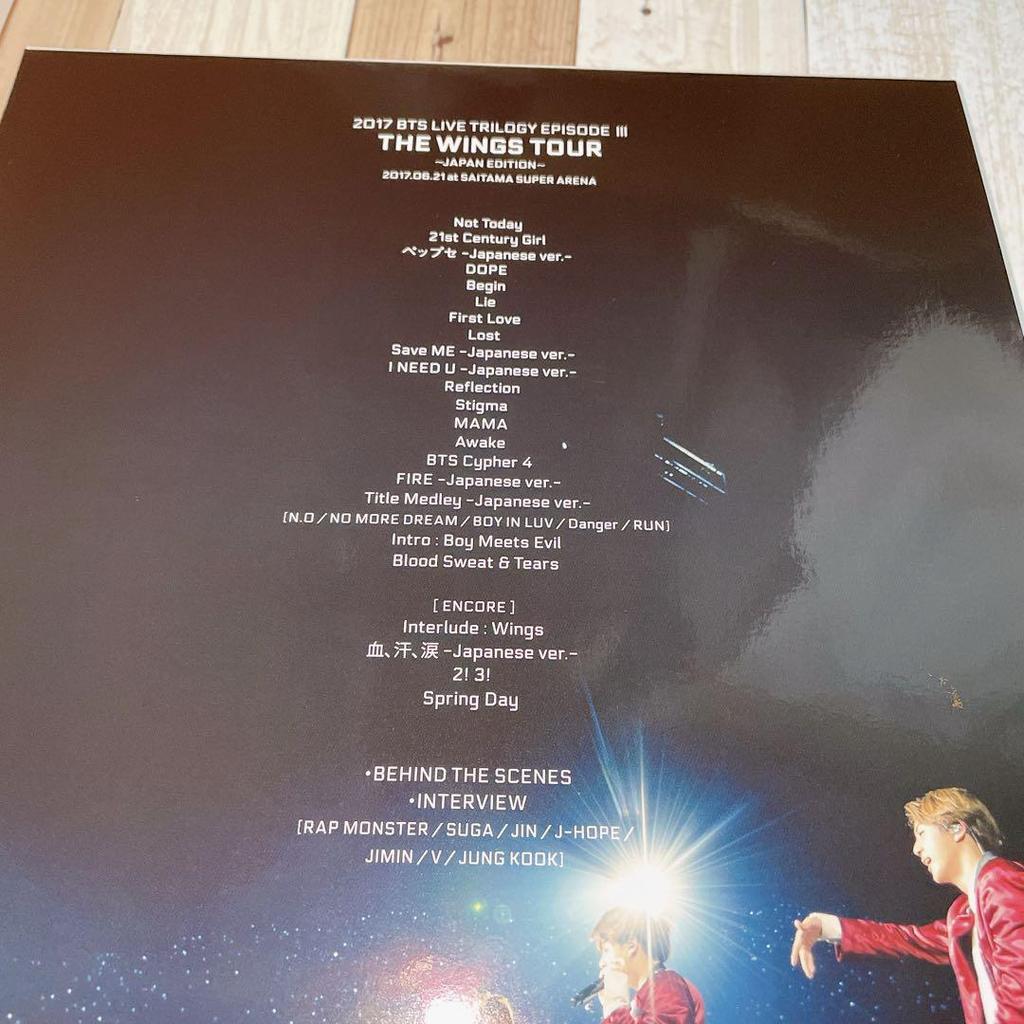 2017 BTS LIVE TRILOGY EPISODE III
THE WINGS TOUR
~JAPAN EDITION~
2017.06.21 at SAITAMA SUPER ARENA
Not Today
21st Century Girl
ペップセ -Japanese ver.-
DOPE
Begin
Lie
First Love
Lost
Save ME -Japanese ver.-
I NEED U -Japanese ver.-
Reflection
Stigma
MAMA
Awake
BTS Cypher 4
FIRE -Japanese ver.-
Title Medley -Japanese ver.-
[N.O / NO MORE DREAM / BOY IN LUV / Danger / RUN]
Intro : Boy Meets Evil
Blood Sweat & Tears
[ ENCORE ]
Interlude : Wings
血、汗、涙 -Japanese ver.-
2! 3!
Spring Day
・BEHIND THE SCENES
・INTERVIEW
[RAP MONSTER / SUGA / JIN / J-HOPE /
JIMIN / V / JUNG KOOK]